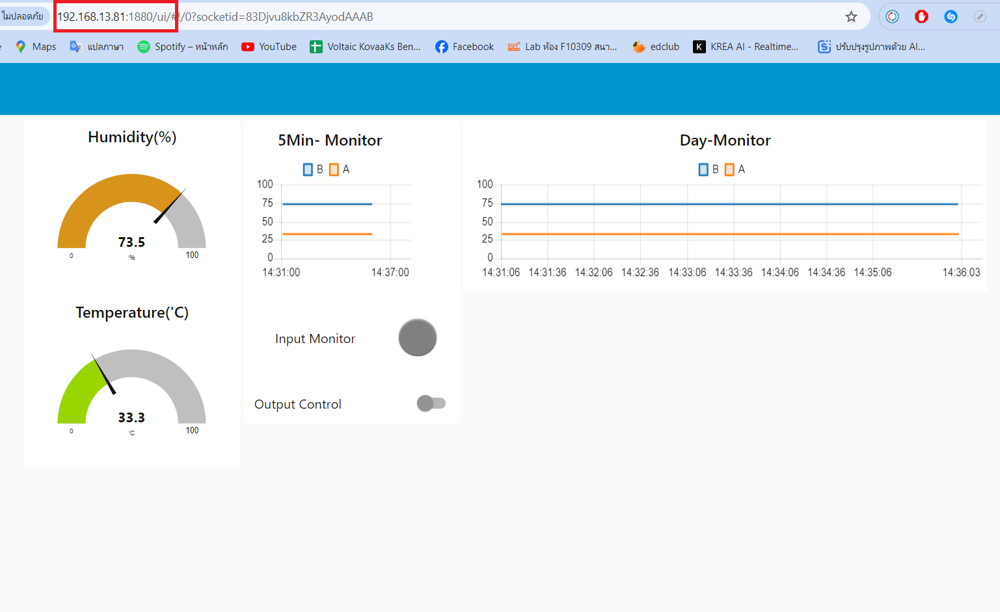 ไม่ปลอดภัย 192.168.13.81:1880/ui/#!/0?socketid=83Djvu8kbZR3AyodAAAB
e Maps แปลภาษา Spotify – หน้าหลัก YouTube Voltaic KovaaKs Ben... Facebook SUT Lab ห้อง F10309 สนา... edclub K KREA AI - Realtime... S ปรับปรุงรูปภาพด้วย AI...
Humidity(%)
73.5
'%
0
100
Temperature('C)
33.3
'C
0
100
5Min- Monitor
B A
100
75
50
25
0
14:31:00 14:37:00
Input Monitor
Output Control
Day-Monitor
B A
100
75
50
25
0
14:31:06 14:31:36 14:32:06 14:32:36 14:33:06 14:33:36 14:34:06 14:34:36 14:35:06 14:36:03